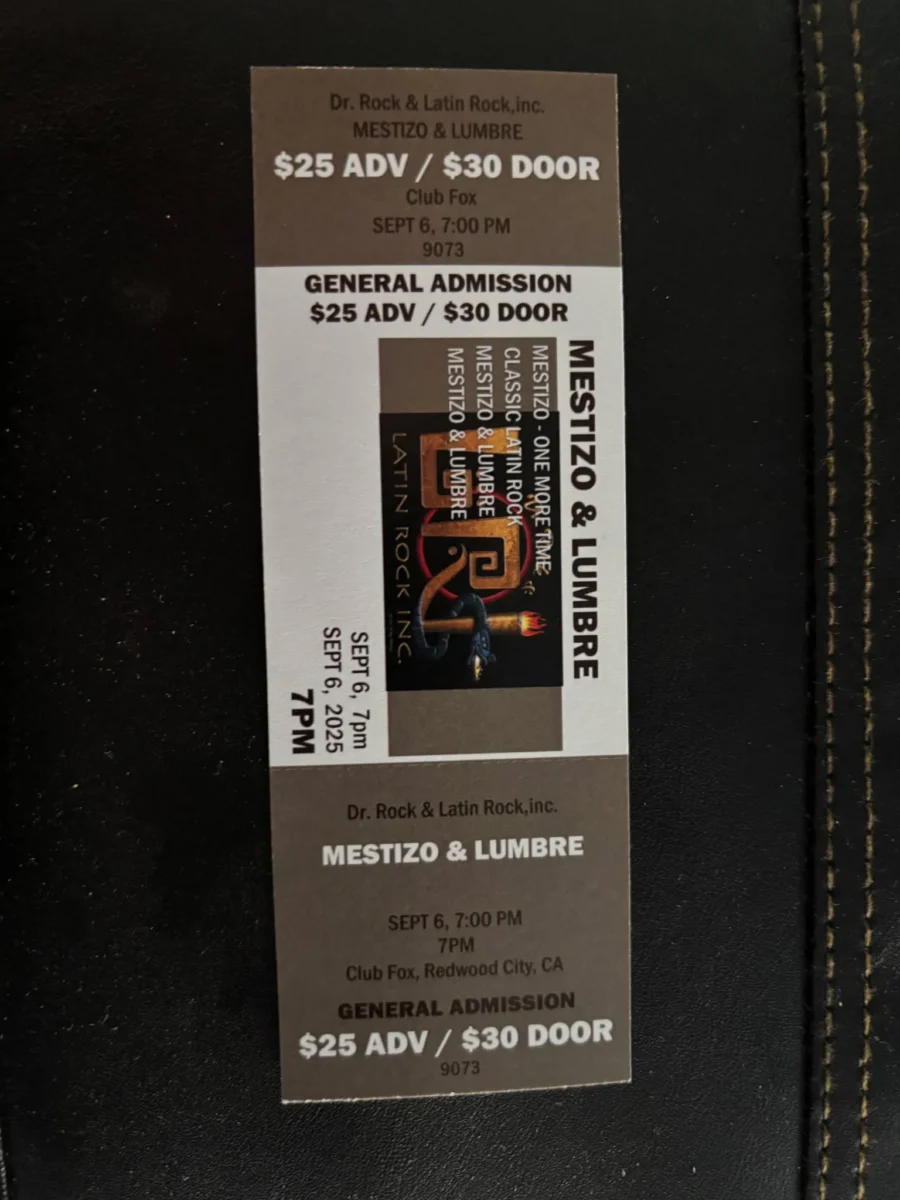 Dr. Rock & Latin Rock,inc.
MESTIZO & LUMBRE
$25 ADV / $30 DOOR
Club Fox
SEPT 6, 7:00 PM
9073
GENERAL ADMISSION
$25 ADV / $30 DOOR
MESTIZO & LUMBRE
MESTIZO - ONE MORE TIME
CLASSIC LATIN ROCK
MESTIZO & LUMBRE
MESTIZO & LUMBRE
LRI
LATIN ROCK INC.
SEPT 6, 7pm
SEPT 6, 2025
7PM
Dr. Rock & Latin Rock,inc.
MESTIZO & LUMBRE
SEPT 6, 7:00 PM
7PM
Club Fox, Redwood City, CA
GENERAL ADMISSION
$25 ADV / $30 DOOR
9073